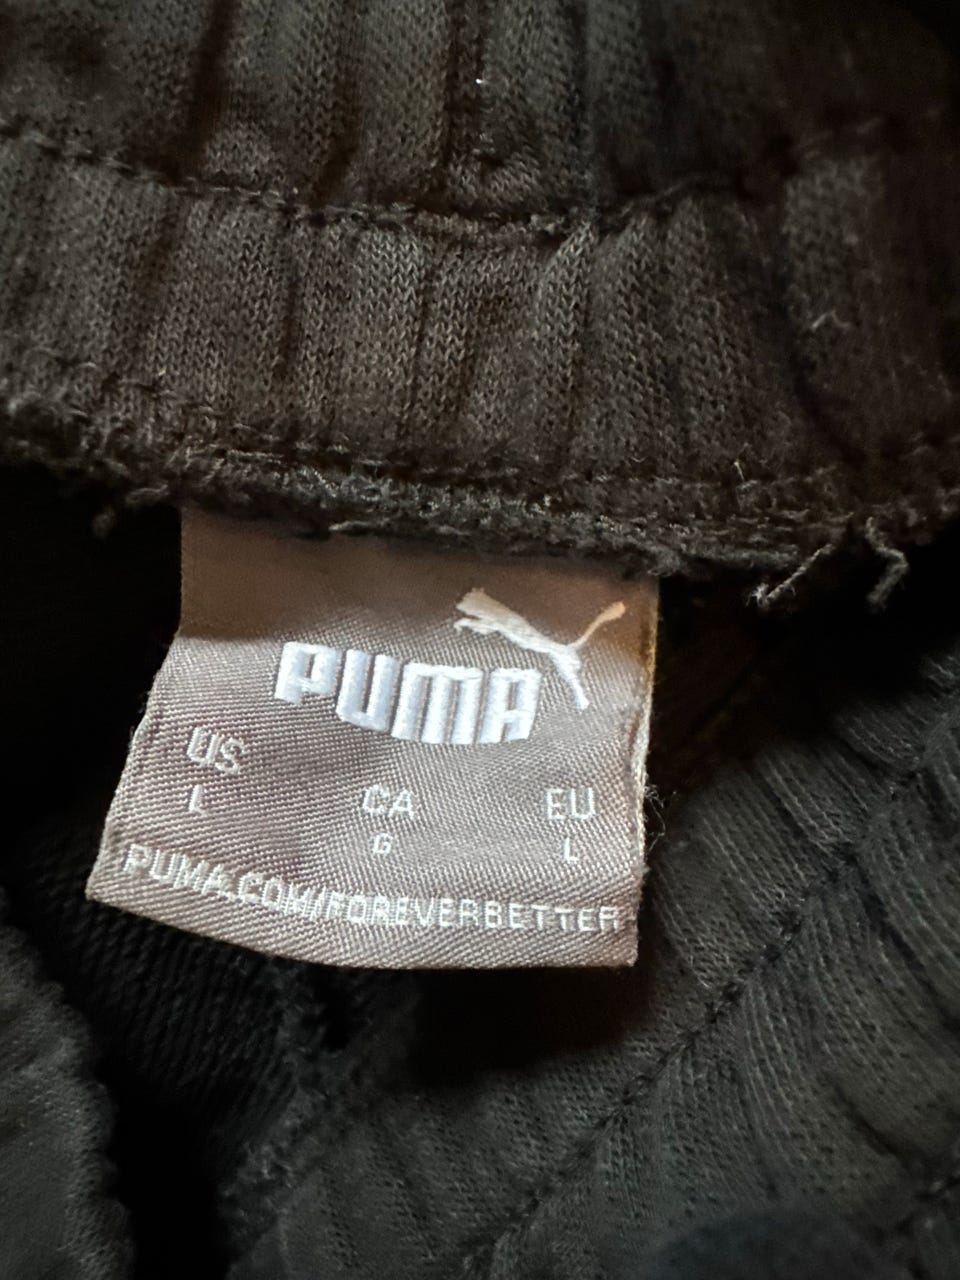 PUMA
US CA EU
L G L
PUMA.COM/FOREVERBETTER